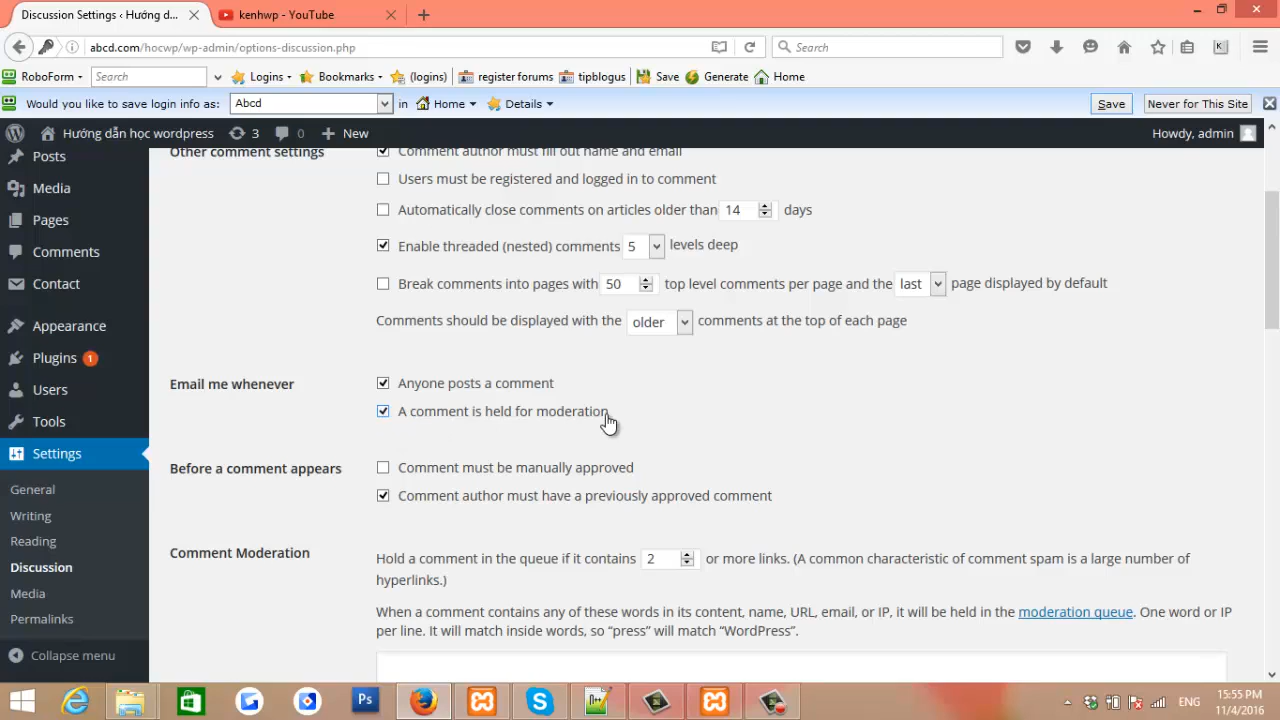 Discussion Settings ‹ Hướng d...
kenhwp - YouTube
abcd.com/hocwp/wp-admin/options-discussion.php
Search
RoboForm
Search
Logins
Bookmarks
(logins)
register forums
tipblogus
Save
Generate
Home
Would you like to save login info as:
Abcd
in
Home
Details
Save
Never for This Site
Hướng dẫn học wordpress
3
0
New
Howdy, admin
Posts
Media
Pages
Comments
Contact
Appearance
Plugins 1
Users
Tools
Settings
General
Writing
Reading
Discussion
Media
Permalinks
Collapse menu
Other comment settings
Comment author must fill out name and email
Users must be registered and logged in to comment
Automatically close comments on articles older than 14 days
Enable threaded (nested) comments 5 levels deep
Break comments into pages with 50 top level comments per page and the last page displayed by default
Comments should be displayed with the older comments at the top of each page
Email me whenever
Anyone posts a comment
A comment is held for moderation
Before a comment appears
Comment must be manually approved
Comment author must have a previously approved comment
Comment Moderation
Hold a comment in the queue if it contains 2 or more links. (A common characteristic of comment spam is a large number of
hyperlinks.)
When a comment contains any of these words in its content, name, URL, email, or IP, it will be held in the moderation queue. One word or IP
per line. It will match inside words, so “press” will match “WordPress”.
Ps
ENG
15:55 PM
11/4/2016